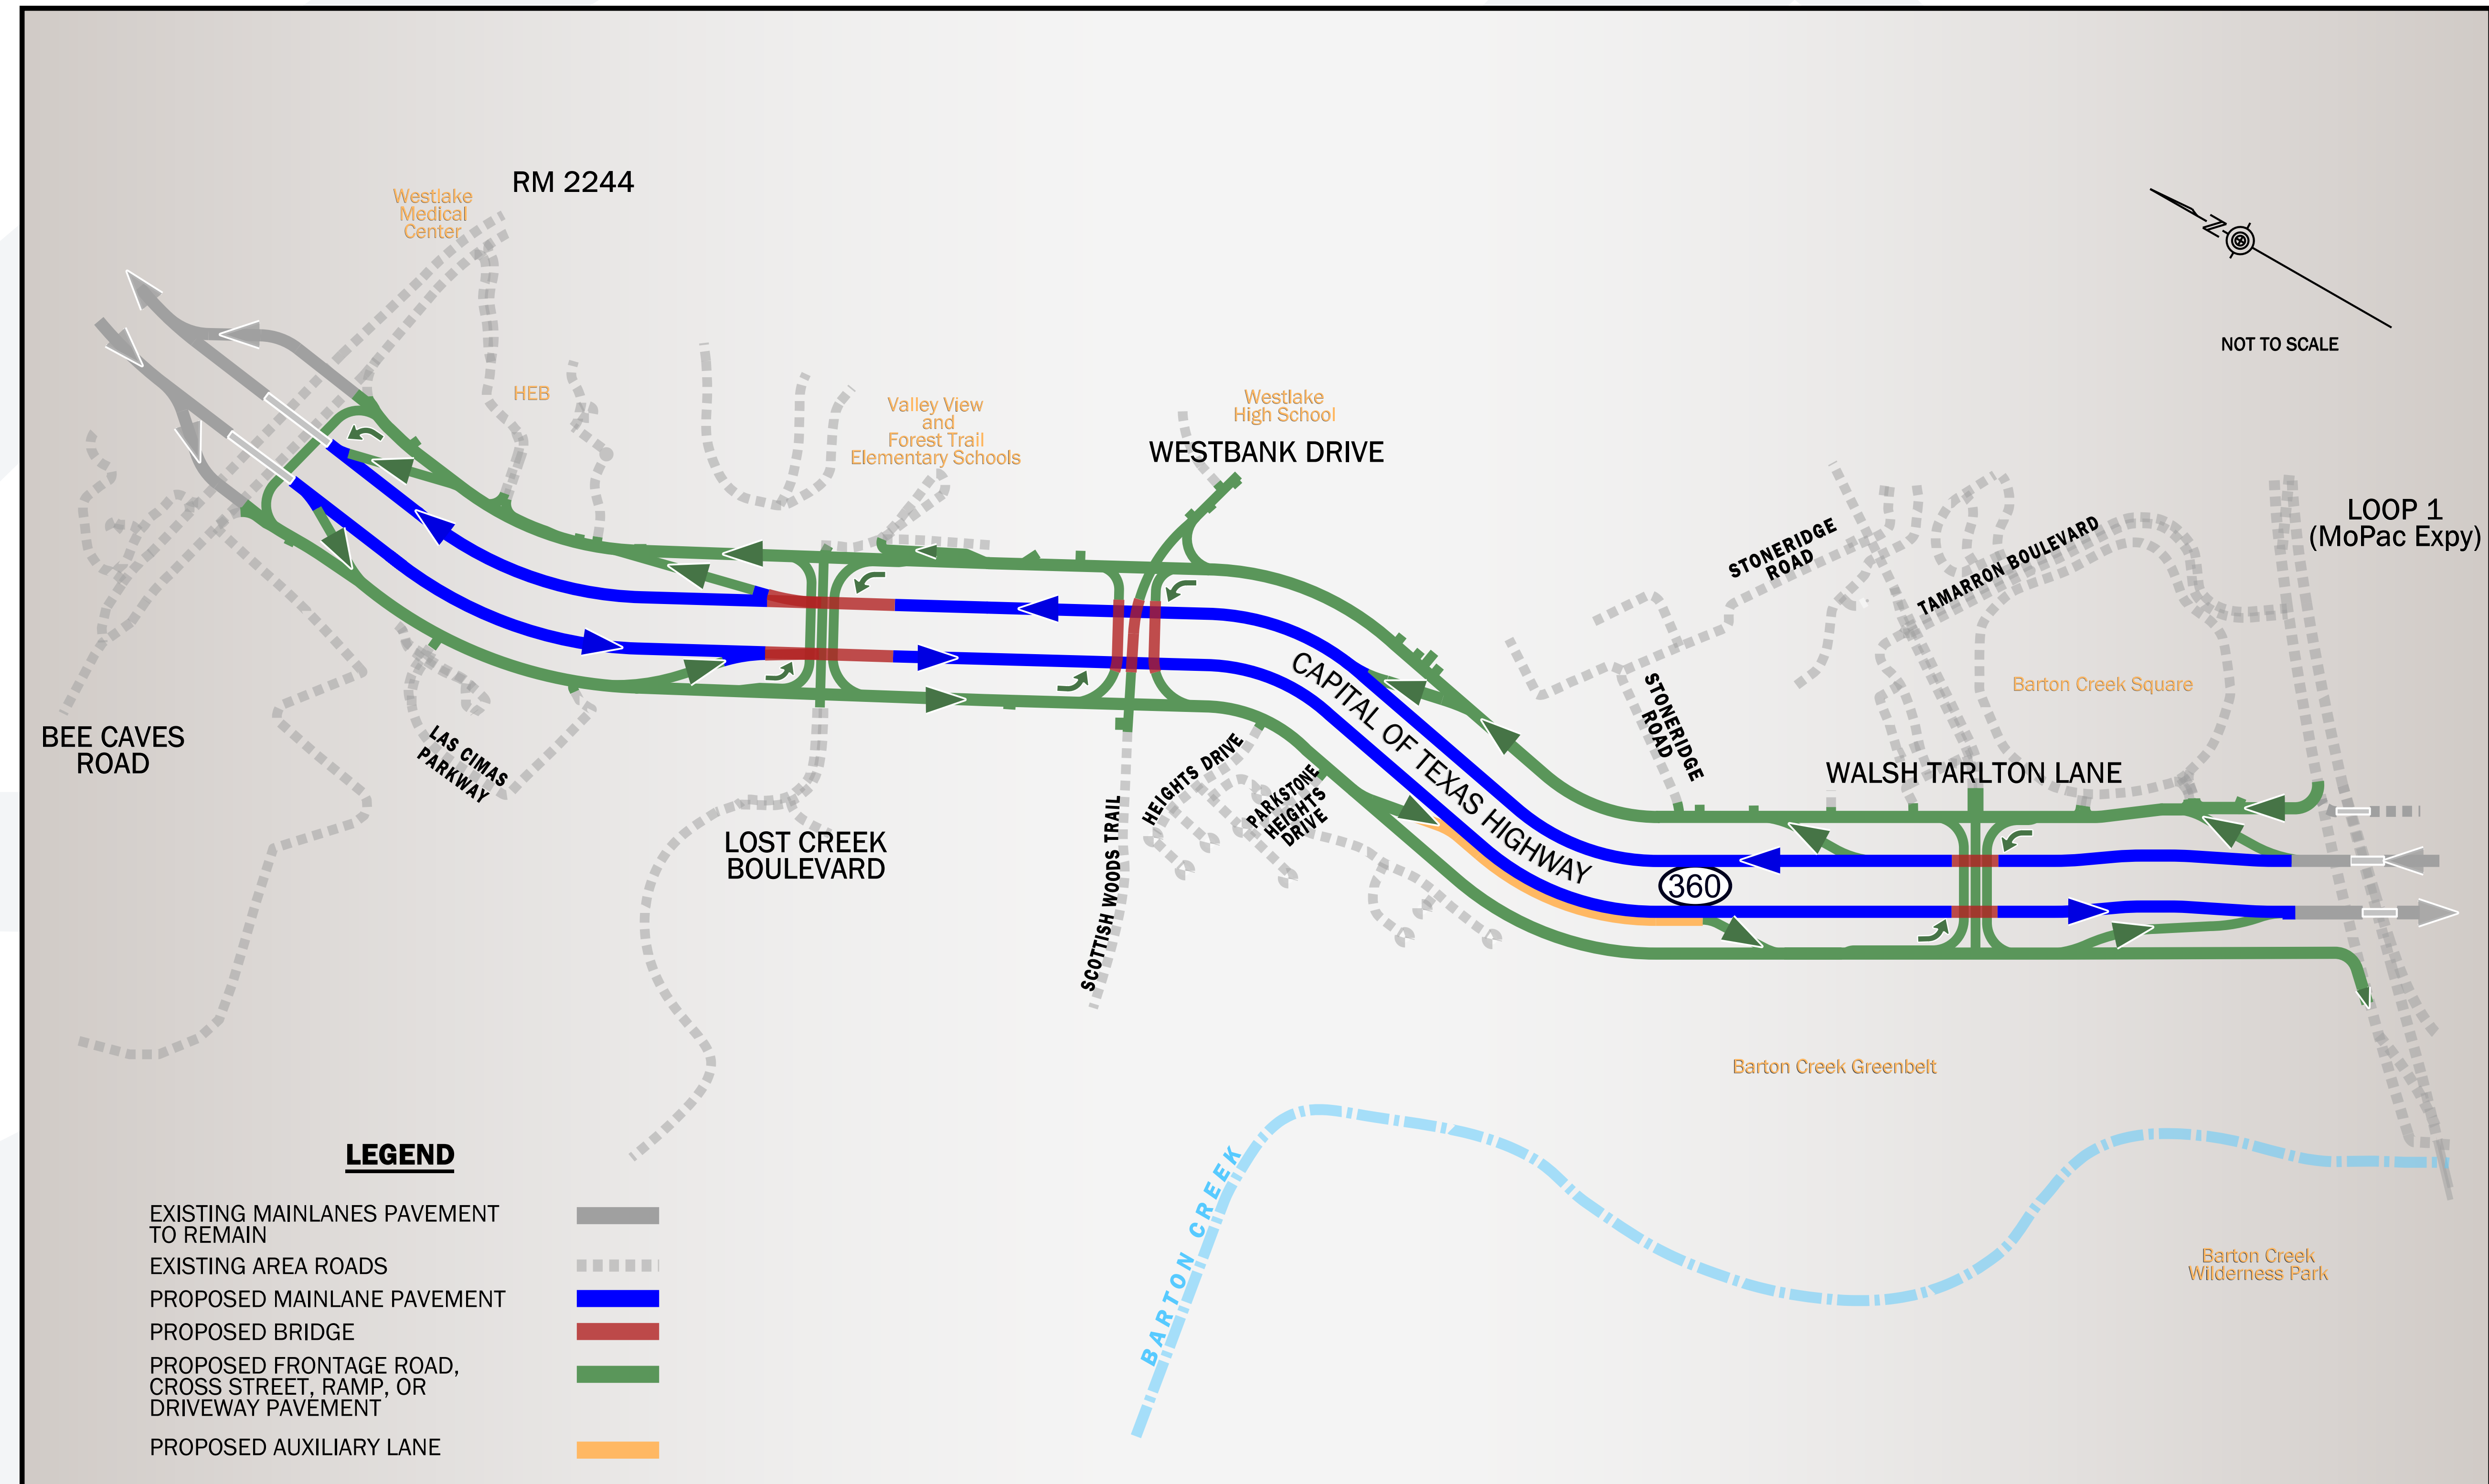 RM 2244
Westlake
Medical
Center
N
NOT TO SCALE
HEB
Valley View
and
Forest Trail
Elementary Schools
Westlake
High School
WESTBANK DRIVE
STONERIDGE
ROAD
TAMARRON BOULEVARD
LOOP 1
(MoPac Expy)
CAPITAL OF TEXAS HIGHWAY
STONERIDGE
ROAD
Barton Creek Square
BEE CAVES
ROAD
LAS CIMAS
PARKWAY
LOST CREEK
BOULEVARD
SCOTTISH WOODS TRAIL
HEIGHTS DRIVE
PARKSTONE
HEIGHTS
DRIVE
WALSH TARLTON LANE
360
Barton Creek Greenbelt
BARTON CREEK
Barton Creek
Wilderness Park
LEGEND
EXISTING MAINLANES PAVEMENT
TO REMAIN
EXISTING AREA ROADS
PROPOSED MAINLANE PAVEMENT
PROPOSED BRIDGE
PROPOSED FRONTAGE ROAD,
CROSS STREET, RAMP, OR
DRIVEWAY PAVEMENT
PROPOSED AUXILIARY LANE